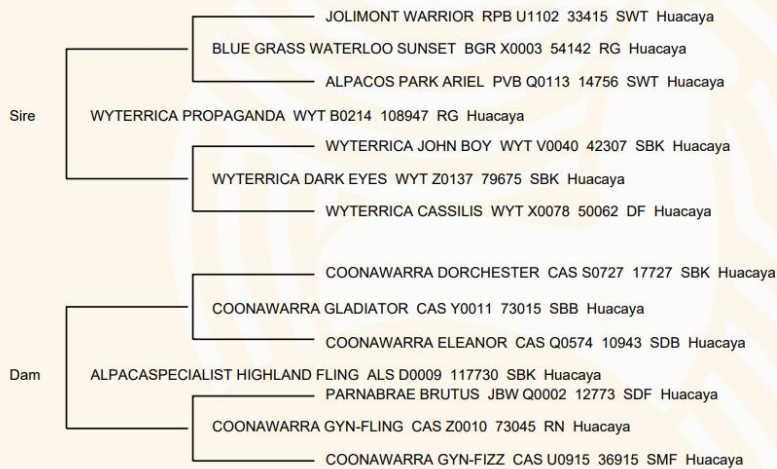 JOLIMONT WARRIOR RPB U1102 33415 SWT Huacaya
BLUE GRASS WATERLOO SUNSET BGR X0003 54142 RG Huacaya
ALPACOS PARK ARIEL PVB Q0113 14756 SWT Huacaya
Sire WYTERRICA PROPAGANDA WYT B0214 108947 RG Huacaya
WYTERRICA JOHN BOY WYT V0040 42307 SBK Huacaya
WYTERRICA DARK EYES WYT Z0137 79675 SBK Huacaya
WYTERRICA CASSILIS WYT X0078 50062 DF Huacaya
COONAWARRA DORCHESTER CAS S0727 17727 SBK Huacaya
COONAWARRA GLADIATOR CAS Y0011 73015 SBB Huacaya
COONAWARRA ELEANOR CAS Q0574 10943 SDB Huacaya
Dam ALPACASPECIALIST HIGHLAND FLING ALS D0009 117730 SBK Huacaya
PARNABRAE BRUTUS JBW Q0002 12773 SDF Huacaya
COONAWARRA GYN-FLING CAS Z0010 73045 RN Huacaya
COONAWARRA GYN-FIZZ CAS U0915 36915 SMF Huacaya